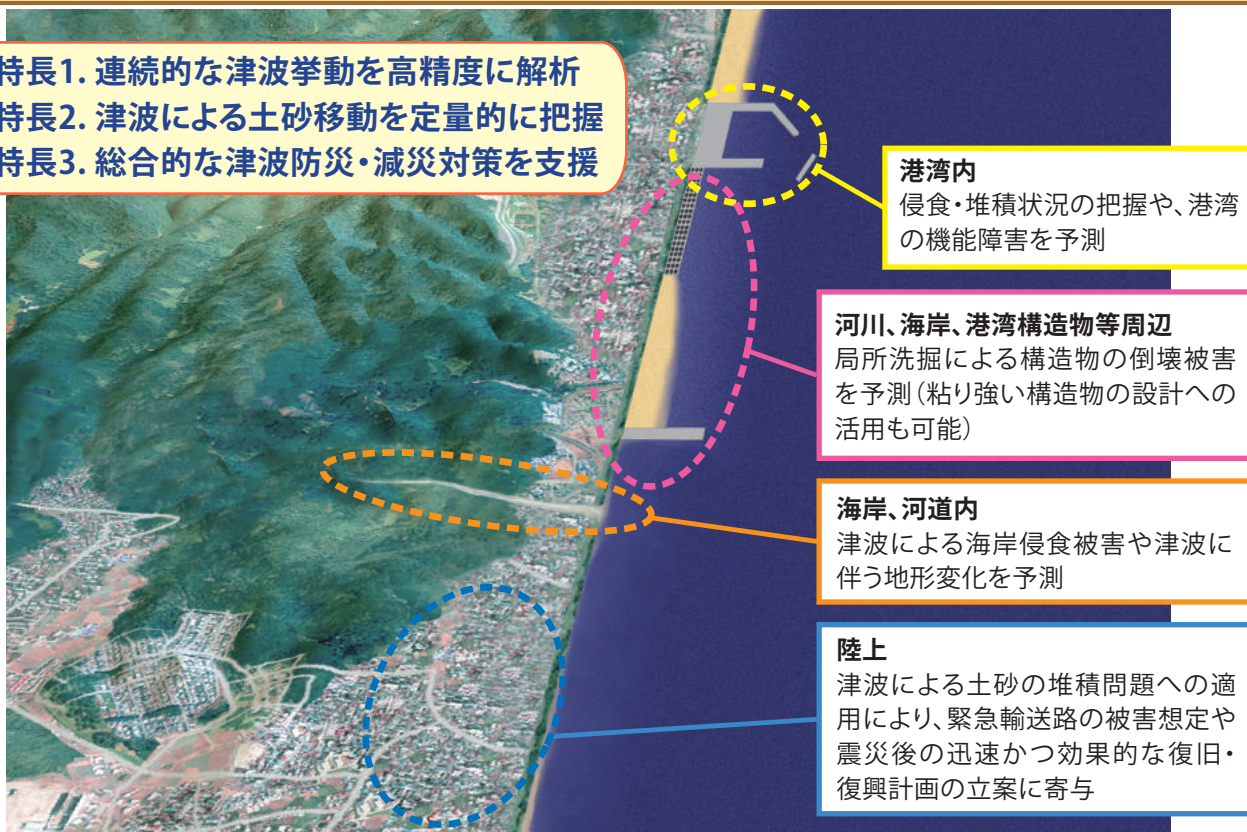 特長1. 連続的な津波挙動を高精度に解析
特長2. 津波による土砂移動を定量的に把握
特長3. 総合的な津波防災・減災対策を支援
港湾内
侵食・堆積状況の把握や、港湾
の機能障害を予測
河川、海岸、港湾構造物等周辺
局所洗掘による構造物の倒壊被害
を予測(粘り強い構造物の設計への
活用も可能)
海岸、河道内
津波による海岸侵食被害や津波に
伴う地形変化を予測
陸上
津波による土砂の堆積問題への適
用により、緊急輸送路の被害想定や
震災後の迅速かつ効果的な復旧・
復興計画の立案に寄与